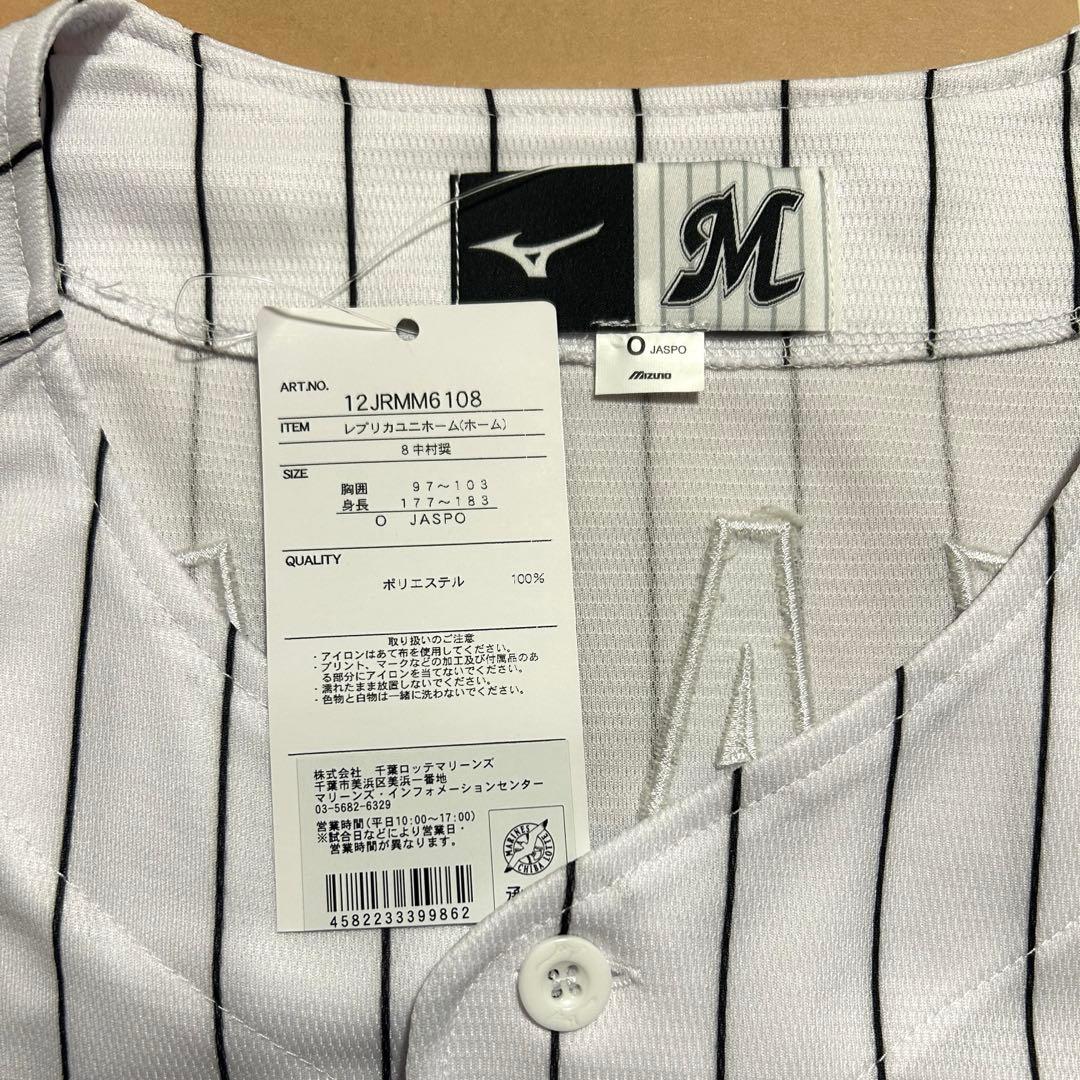 M
O JASPO
MIZUNO
ART.NO.
12JRMM6108
ITEM レプリカユニホーム(ホーム)
8中村奨
SIZE
胸囲 97～103
身長 177～183
O JASPO
QUALITY
ポリエステル 100%
取り扱いのご注意
・アイロンはあて布を使用してください。
・プリント、マークなどの加工及び付属品のあ
る部分にアイロンを当てないでください。
・濡れたまま放置しないでください。
・色物と白物は一緒に洗わないでください。
株式会社 千葉ロッテマリーンズ
千葉市美浜区美浜一番地
マリーンズ・インフォメーションセンター
03-5682-6329
営業時間(平日10:00～17:00)
※試合日などにより営業日・
営業時間が異なります。
MARINES
CHIBA LOTTE
4582233399862